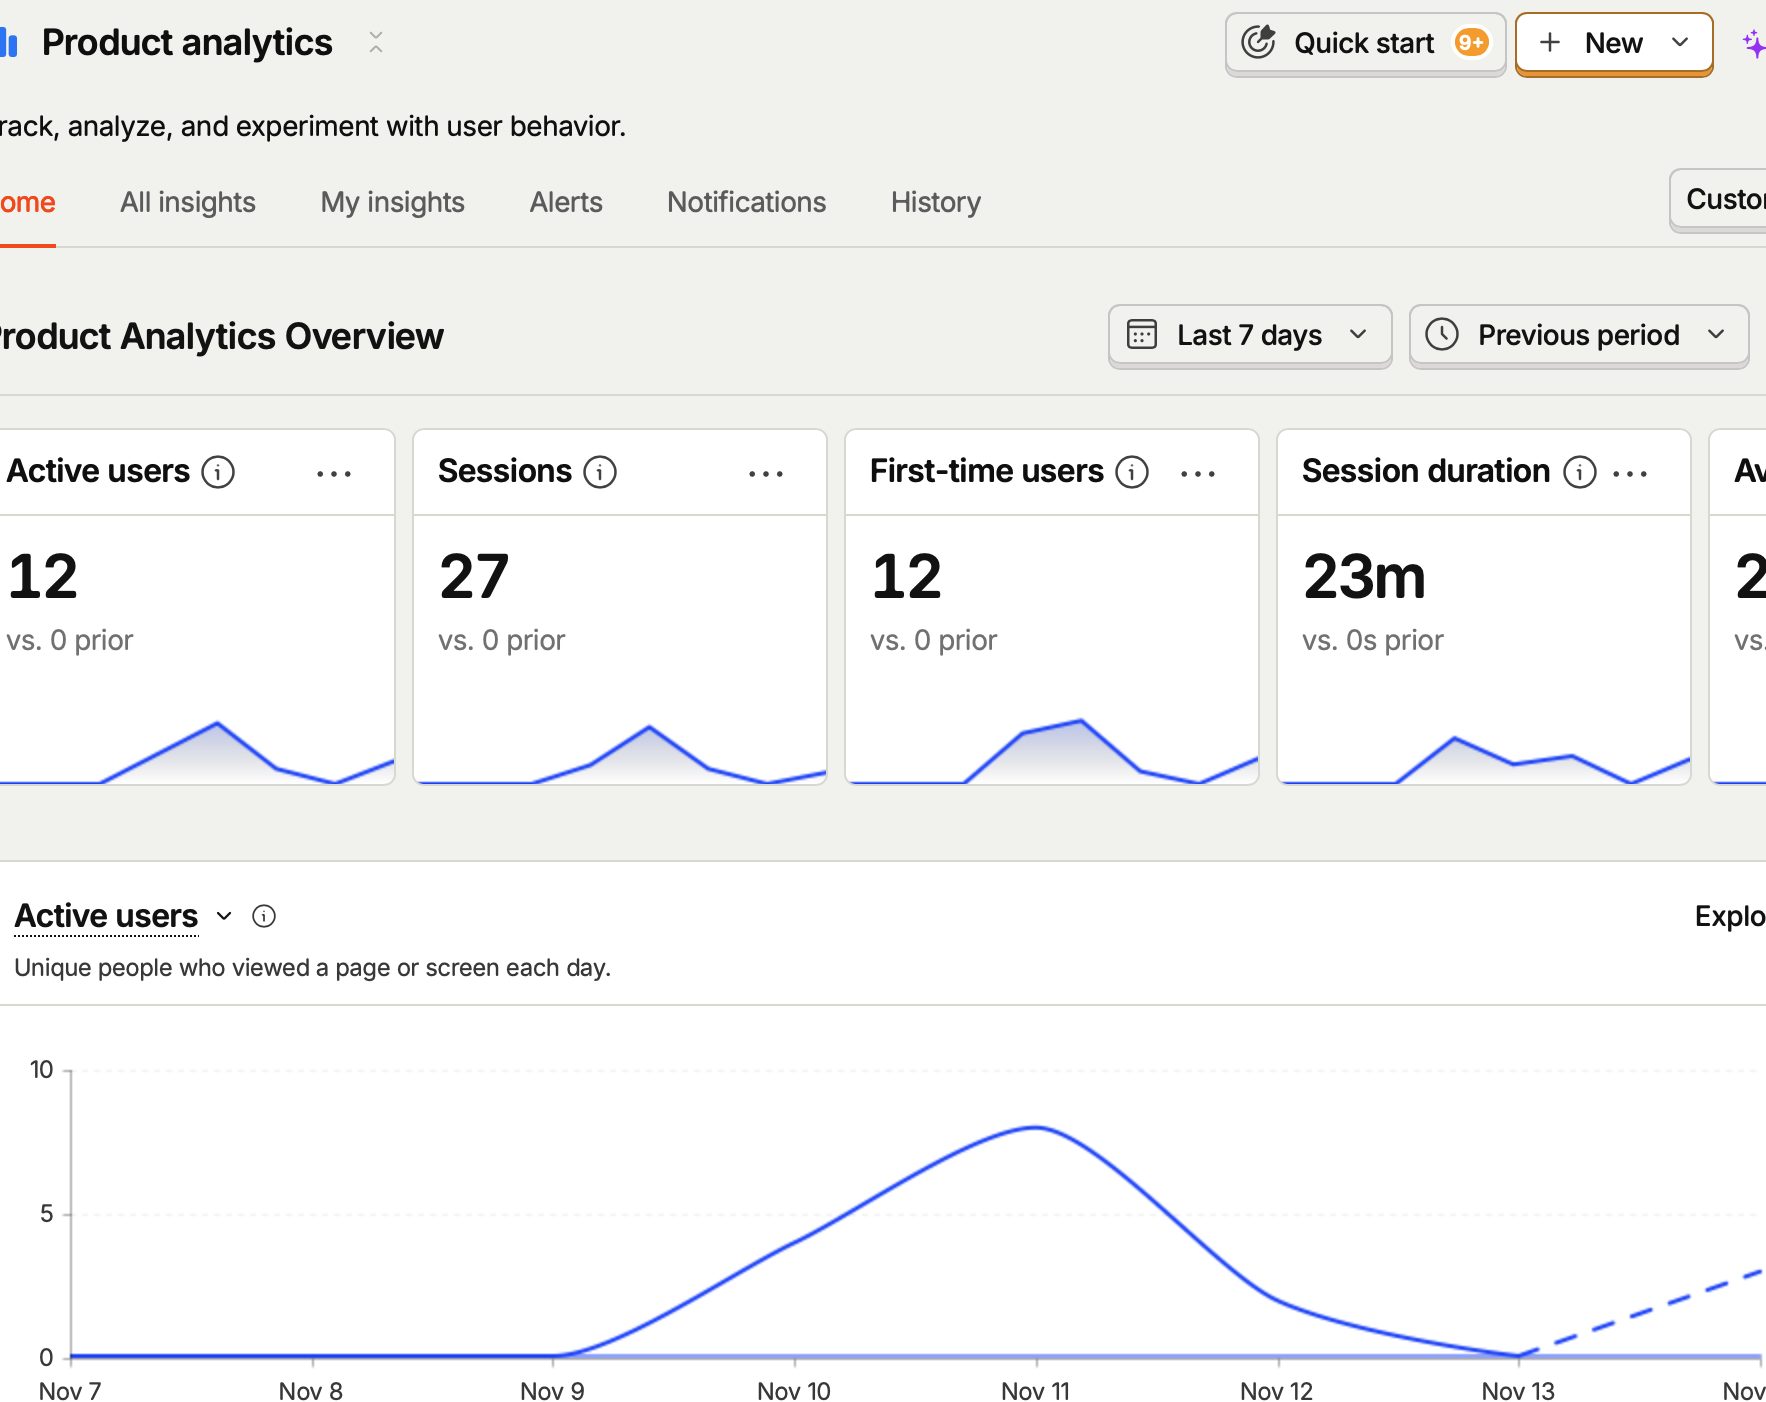 Product analytics
Quick start 9+
New
rack, analyze, and experiment with user behavior.
ome
All insights
My insights
Alerts
Notifications
History
Custo
Product Analytics Overview
Last 7 days
Previous period
Active users
Sessions
First-time users
Session duration
Av
12
27
12
23m
2
vs. 0 prior
vs. 0 prior
vs. 0 prior
vs. 0s prior
vs.
Active users
Explo
Unique people who viewed a page or screen each day.
10
5
0
Nov 7
Nov 8
Nov 9
Nov 10
Nov 11
Nov 12
Nov 13
Nov